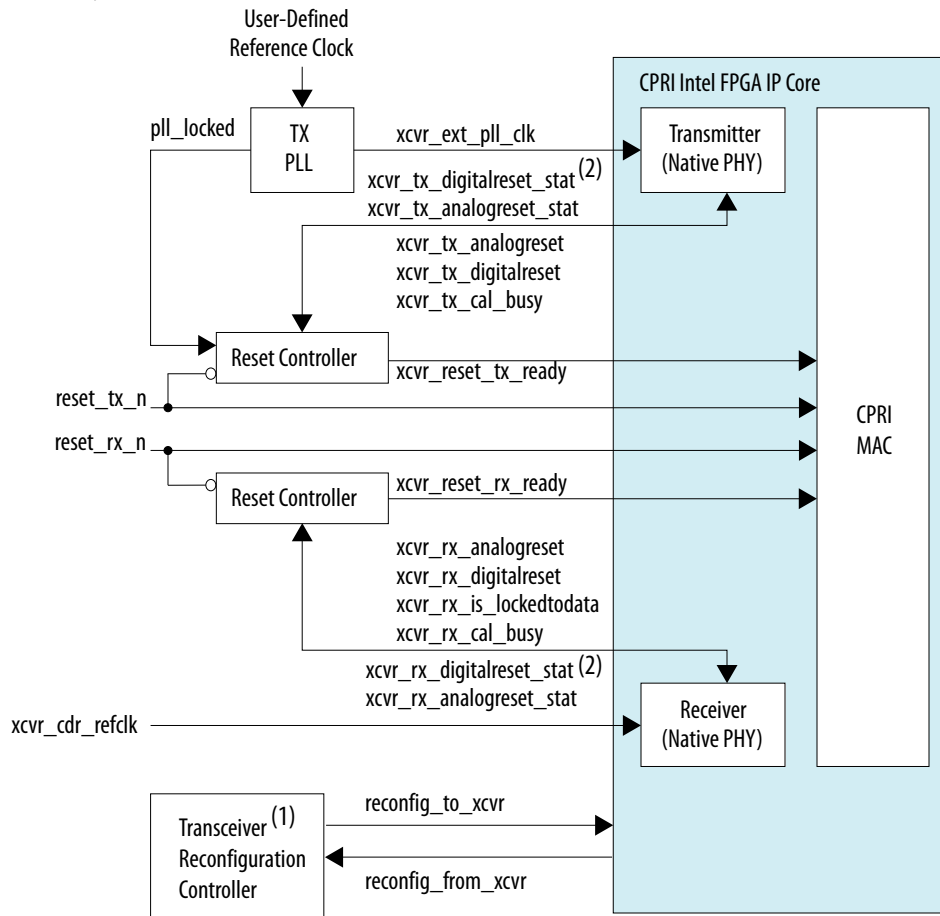 User-Defined
Reference Clock
CPRI Intel FPGA IP Core
pll_locked
TX
PLL
xcvr_ext_pll_clk
Transmitter
(Native PHY)
xcvr_tx_digitalreset_stat (2)
xcvr_tx_analogreset_stat
xcvr_tx_analogreset
xcvr_tx_digitalreset
xcvr_tx_cal_busy
Reset Controller
xcvr_reset_tx_ready
reset_tx_n
CPRI
MAC
reset_rx_n
Reset Controller
xcvr_reset_rx_ready
xcvr_rx_analogreset
xcvr_rx_digitalreset
xcvr_rx_is_lockedtodata
xcvr_rx_cal_busy
xcvr_rx_digitalreset_stat (2)
xcvr_rx_analogreset_stat
Receiver
(Native PHY)
xcvr_cdr_refclk
Transceiver (1)
Reconfiguration
Controller
reconfig_to_xcvr
reconfig_from_xcvr